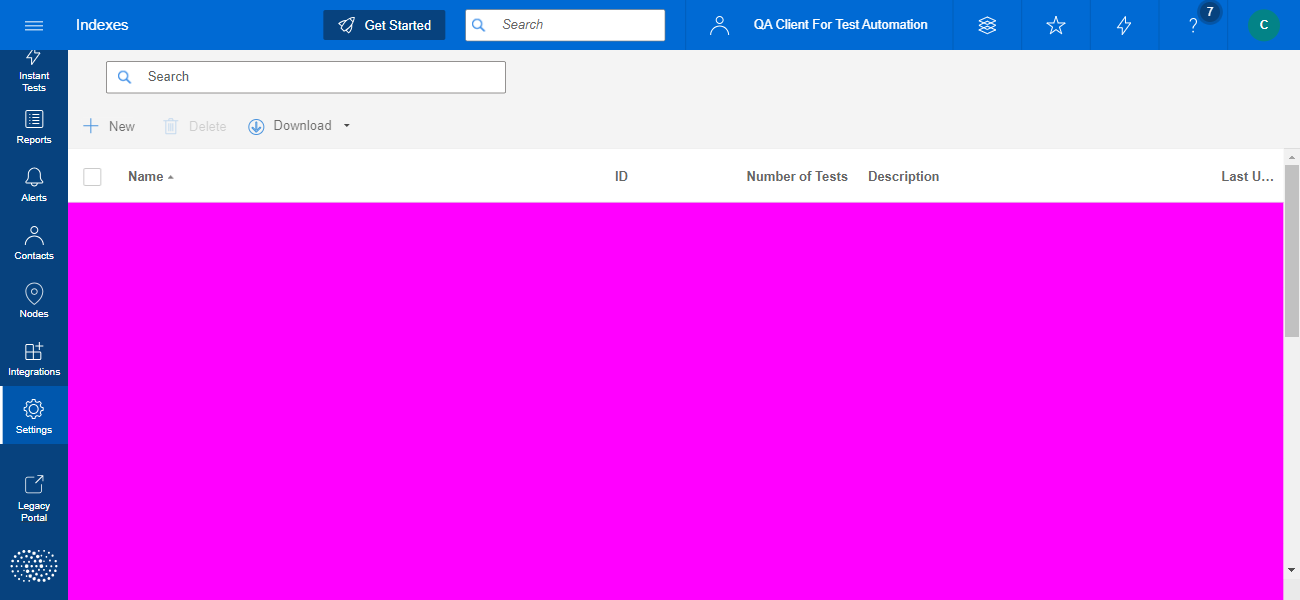 Indexes
Get Started
Search
QA Client For Test Automation
?
7
C
Instant
Tests
Reports
Alerts
Contacts
Nodes
Integrations
Settings
Legacy
Portal
Search
New
Delete
Download
Name
ID
Number of Tests
Description
Last U...